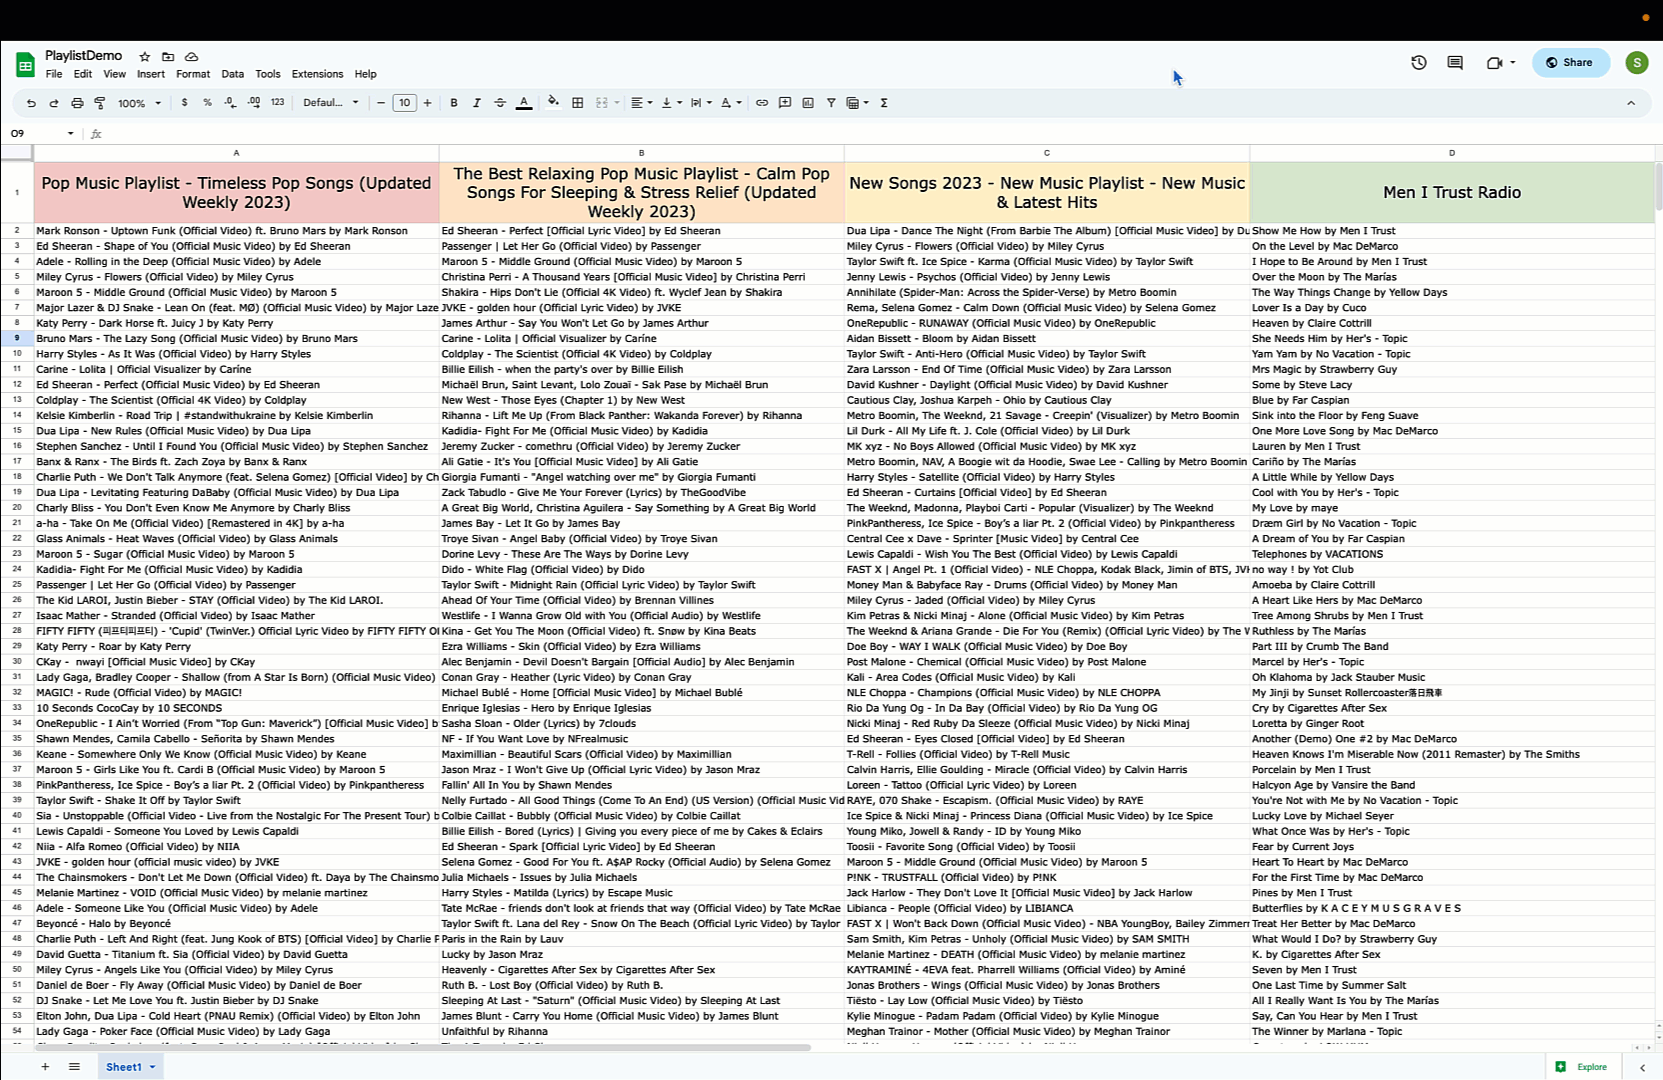 PlaylistDemo
File Edit View Insert Format Data Tools Extensions Help
Share S
100% $ % .0 .00 123 Defaul... − 10 + B I S A Σ
O9 fx
A B C D
1 Pop Music Playlist - Timeless Pop Songs (Updated Weekly 2023) The Best Relaxing Pop Music Playlist - Calm Pop Songs For Sleeping & Stress Relief (Updated Weekly 2023) New Songs 2023 - New Music Playlist - New Music & Latest Hits Men I Trust Radio
2 Mark Ronson - Uptown Funk (Official Video) ft. Bruno Mars by Mark Ronson Ed Sheeran - Perfect [Official Lyric Video] by Ed Sheeran Dua Lipa - Dance The Night (From Barbie The Album) [Official Music Video] by Du Show Me How by Men I Trust
3 Ed Sheeran - Shape of You (Official Music Video) by Ed Sheeran Passenger | Let Her Go (Official Video) by Passenger Miley Cyrus - Flowers (Official Video) by Miley Cyrus On the Level by Mac DeMarco
4 Adele - Rolling in the Deep (Official Video) by Adele Maroon 5 - Middle Ground (Official Music Video) by Maroon 5 Taylor Swift ft. Ice Spice - Karma (Official Music Video) by Taylor Swift I Hope to Be Around by Men I Trust
5 Miley Cyrus - Flowers (Official Video) by Miley Cyrus Christina Perri - A Thousand Years [Official Music Video] by Christina Perri Jenny Lewis - Psychos (Official Video) by Jenny Lewis Over the Moon by The Marías
6 Maroon 5 - Middle Ground (Official Music Video) by Maroon 5 Shakira - Hips Don't Lie (Official 4K Video) ft. Wyclef Jean by Shakira Annihilate (Spider-Man: Across the Spider-Verse) by Metro Boomin The Way Things Change by Yellow Days
7 Major Lazer & DJ Snake - Lean On (feat. MØ) (Official Music Video) by Major Laze JVKE - golden hour (Official Lyric Video) by JVKE Rema, Selena Gomez - Calm Down (Official Music Video) by Selena Gomez Lover Is a Day by Cuco
8 Katy Perry - Dark Horse ft. Juicy J by Katy Perry James Arthur - Say You Won't Let Go by James Arthur OneRepublic - RUNAWAY (Official Music Video) by OneRepublic Heaven by Claire Cottrill
9 Bruno Mars - The Lazy Song (Official Music Video) by Bruno Mars Carine - Lolita | Official Visualizer by Caríne Aidan Bissett - Bloom by Aidan Bissett She Needs Him by Her's - Topic
10 Harry Styles - As It Was (Official Video) by Harry Styles Coldplay - The Scientist (Official 4K Video) by Coldplay Taylor Swift - Anti-Hero (Official Music Video) by Taylor Swift Yam Yam by No Vacation - Topic
11 Carine - Lolita | Official Visualizer by Caríne Billie Eilish - when the party's over by Billie Eilish Zara Larsson - End Of Time (Official Music Video) by Zara Larsson Mrs Magic by Strawberry Guy
12 Ed Sheeran - Perfect (Official Music Video) by Ed Sheeran Michaël Brun, Saint Levant, Lolo Zouaï - Sak Pase by Michaël Brun David Kushner - Daylight (Official Music Video) by David Kushner Some by Steve Lacy
13 Coldplay - The Scientist (Official 4K Video) by Coldplay New West - Those Eyes (Chapter 1) by New West Cautious Clay, Joshua Karpeh - Ohio by Cautious Clay Blue by Far Caspian
14 Kelsie Kimberlin - Road Trip | #standwithukraine by Kelsie Kimberlin Rihanna - Lift Me Up (From Black Panther: Wakanda Forever) by Rihanna Metro Boomin, The Weeknd, 21 Savage - Creepin' (Visualizer) by Metro Boomin Sink into the Floor by Feng Suave
15 Dua Lipa - New Rules (Official Music Video) by Dua Lipa Kadidia- Fight For Me (Official Music Video) by Kadidia Lil Durk - All My Life ft. J. Cole (Official Video) by Lil Durk One More Love Song by Mac DeMarco
16 Stephen Sanchez - Until I Found You (Official Music Video) by Stephen Sanchez Jeremy Zucker - comethru (Official Video) by Jeremy Zucker MK xyz - No Boys Allowed (Official Music Video) by MK xyz Lauren by Men I Trust
17 Banx & Ranx - The Birds ft. Zach Zoya by Banx & Ranx Ali Gatie - It's You [Official Music Video] by Ali Gatie Metro Boomin, NAV, A Boogie wit da Hoodie, Swae Lee - Calling by Metro Boomin Cariño by The Marías
18 Charlie Puth - We Don't Talk Anymore (feat. Selena Gomez) [Official Video] by Ch Giorgia Fumanti - "Angel watching over me" by Giorgia Fumanti Harry Styles - Satellite (Official Video) by Harry Styles A Little While by Yellow Days
19 Dua Lipa - Levitating Featuring DaBaby (Official Music Video) by Dua Lipa Zack Tabudlo - Give Me Your Forever (Lyrics) by TheGoodVibe Ed Sheeran - Curtains [Official Video] by Ed Sheeran Cool with You by Her's - Topic
20 Charly Bliss - You Don't Even Know Me Anymore by Charly Bliss A Great Big World, Christina Aguilera - Say Something by A Great Big World The Weeknd, Madonna, Playboi Carti - Popular (Visualizer) by The Weeknd My Love by maye
21 a-ha - Take On Me (Official Video) [Remastered in 4K] by a-ha James Bay - Let It Go by James Bay PinkPantheress, Ice Spice - Boy’s a liar Pt. 2 (Official Video) by Pinkpantheress Dræm Girl by No Vacation - Topic
22 Glass Animals - Heat Waves (Official Video) by Glass Animals Troye Sivan - Angel Baby (Official Video) by Troye Sivan Central Cee x Dave - Sprinter [Music Video] by Central Cee A Dream of You by Far Caspian
23 Maroon 5 - Sugar (Official Music Video) by Maroon 5 Dorine Levy - These Are The Ways by Dorine Levy Lewis Capaldi - Wish You The Best (Official Video) by Lewis Capaldi Telephones by VACATIONS
24 Kadidia- Fight For Me (Official Music Video) by Kadidia Dido - White Flag (Official Video) by Dido FAST X | Angel Pt. 1 (Official Video) - NLE Choppa, Kodak Black, Jimin of BTS, JVI no way ! by Yot Club
25 Passenger | Let Her Go (Official Video) by Passenger Taylor Swift - Midnight Rain (Official Lyric Video) by Taylor Swift Money Man & Babyface Ray - Drums (Official Video) by Money Man Amoeba by Claire Cottrill
26 The Kid LAROI, Justin Bieber - STAY (Official Video) by The Kid LAROI. Ahead Of Your Time (Official Video) by Brennan Villines Miley Cyrus - Jaded (Official Video) by Miley Cyrus A Heart Like Hers by Mac DeMarco
27 Isaac Mather - Stranded (Official Video) by Isaac Mather Westlife - I Wanna Grow Old with You (Official Audio) by Westlife Kim Petras & Nicki Minaj - Alone (Official Music Video) by Kim Petras Tree Among Shrubs by Men I Trust
28 FIFTY FIFTY (피프티피프티) - 'Cupid' (TwinVer.) Official Lyric Video by FIFTY FIFTY O Kina - Get You The Moon (Official Video) ft. Snøw by Kina Beats The Weeknd & Ariana Grande - Die For You (Remix) (Official Lyric Video) by The W Ruthless by The Marías
29 Katy Perry - Roar by Katy Perry Ezra Williams - Skin (Official Video) by Ezra Williams Doe Boy - WAY I WALK (Official Music Video) by Doe Boy Part III by Crumb The Band
30 CKay - nwayi [Official Music Video] by CKay Alec Benjamin - Devil Doesn't Bargain [Official Audio] by Alec Benjamin Post Malone - Chemical (Official Music Video) by Post Malone Marcel by Her's - Topic
31 Lady Gaga, Bradley Cooper - Shallow (from A Star Is Born) (Official Music Video) Conan Gray - Heather (Lyric Video) by Conan Gray Kali - Area Codes (Official Music Video) by Kali Oh Klahoma by Jack Stauber Music
32 MAGIC! - Rude (Official Video) by MAGIC! Michael Bublé - Home [Official Music Video] by Michael Bublé NLE Choppa - Champions (Official Music Video) by NLE CHOPPA My Jinji by Sunset Rollercoaster落日飛車
33 10 Seconds CocoCay by 10 SECONDS Enrique Iglesias - Hero by Enrique Iglesias Rio Da Yung Og - In Da Bay (Official Video) by Rio Da Yung OG Cry by Cigarettes After Sex
34 OneRepublic - I Ain’t Worried (From “Top Gun: Maverick”) [Official Music Video] b Sasha Sloan - Older (Lyrics) by 7clouds Nicki Minaj - Red Ruby Da Sleeze (Official Music Video) by Nicki Minaj Loretta by Ginger Root
35 Shawn Mendes, Camila Cabello - Señorita by Shawn Mendes NF - If You Want Love by NFrealmusic Ed Sheeran - Eyes Closed [Official Video] by Ed Sheeran Another (Demo) One #2 by Mac DeMarco
36 Keane - Somewhere Only We Know (Official Music Video) by Keane Maximillian - Beautiful Scars (Official Video) by Maximillian T-Rell - Follies (Official Video) by T-Rell Music Heaven Knows I'm Miserable Now (2011 Remaster) by The Smiths
37 Maroon 5 - Girls Like You ft. Cardi B (Official Music Video) by Maroon 5 Jason Mraz - I Won't Give Up (Official Lyric Video) by Jason Mraz Calvin Harris, Ellie Goulding - Miracle (Official Video) by Calvin Harris Porcelain by Men I Trust
38 PinkPantheress, Ice Spice - Boy’s a liar Pt. 2 (Official Video) by Pinkpantheress Fallin' All In You by Shawn Mendes Loreen - Tattoo (Official Lyric Video) by Loreen Halcyon Age by Vansire the Band
39 Taylor Swift - Shake It Off by Taylor Swift Nelly Furtado - All Good Things (Come To An End) (US Version) (Official Music Vid RAYE, 070 Shake - Escapism. (Official Music Video) by RAYE You're Not with Me by No Vacation - Topic
40 Sia - Unstoppable (Official Video - Live from the Nostalgic For The Present Tour) b Colbie Caillat - Bubbly (Official Music Video) by Colbie Caillat Ice Spice & Nicki Minaj - Princess Diana (Official Music Video) by Ice Spice Lucky Love by Michael Seyer
41 Lewis Capaldi - Someone You Loved by Lewis Capaldi Billie Eilish - Bored (Lyrics) | Giving you every piece of me by Cakes & Eclairs Young Miko, Jowell & Randy - ID by Young Miko What Once Was by Her's - Topic
42 Niia - Alfa Romeo (Official Video) by NIIA Ed Sheeran - Spark [Official Lyric Video] by Ed Sheeran Toosii - Favorite Song (Official Video) by Toosii Fear by Current Joys
43 JVKE - golden hour (official music video) by JVKE Selena Gomez - Good For You ft. A$AP Rocky (Official Audio) by Selena Gomez Maroon 5 - Middle Ground (Official Music Video) by Maroon 5 Heart To Heart by Mac DeMarco
44 The Chainsmokers - Don't Let Me Down (Official Video) ft. Daya by The Chainsmo Julia Michaels - Issues by Julia Michaels P!NK - TRUSTFALL (Official Video) by P!NK For the First Time by Mac DeMarco
45 Melanie Martinez - VOID (Official Music Video) by melanie martinez Harry Styles - Matilda (Lyrics) by Escape Music Jack Harlow - They Don't Love It [Official Music Video] by Jack Harlow Pines by Men I Trust
46 Adele - Someone Like You (Official Music Video) by Adele Tate McRae - friends don't look at friends that way (Official Video) by Tate McRae Libianca - People (Official Video) by LIBIANCA Butterflies by K A C E Y M U S G R A V E S
47 Beyoncé - Halo by Beyoncé Taylor Swift ft. Lana del Rey - Snow On The Beach (Official Lyric Video) by Taylor FAST X | Won't Back Down (Official Music Video) - NBA YoungBoy, Bailey Zimmern Treat Her Better by Mac DeMarco
48 Charlie Puth - Left And Right (feat. Jung Kook of BTS) [Official Video] by Charlie P Paris in the Rain by Lauv Sam Smith, Kim Petras - Unholy (Official Music Video) by SAM SMITH What Would I Do? by Strawberry Guy
49 David Guetta - Titanium ft. Sia (Official Video) by David Guetta Lucky by Jason Mraz Melanie Martinez - DEATH (Official Music Video) by melanie martinez K. by Cigarettes After Sex
50 Miley Cyrus - Angels Like You (Official Video) by Miley Cyrus Heavenly - Cigarettes After Sex by Cigarettes After Sex KAYTRAMINÉ - 4EVA feat. Pharrell Williams (Official Audio) by Aminé Seven by Men I Trust
51 Daniel de Boer - Fly Away (Official Music Video) by Daniel de Boer Ruth B. - Lost Boy (Official Video) by Ruth B. Jonas Brothers - Wings (Official Music Video) by Jonas Brothers One Last Time by Summer Salt
52 DJ Snake - Let Me Love You ft. Justin Bieber by DJ Snake Sleeping At Last - "Saturn" (Official Music Video) by Sleeping At Last Tiësto - Lay Low (Official Music Video) by Tiësto All I Really Want Is You by The Marías
53 Elton John, Dua Lipa - Cold Heart (PNAU Remix) (Official Video) by Elton John James Blunt - Carry You Home (Official Music Video) by James Blunt Kylie Minogue - Padam Padam (Official Video) by Kylie Minogue Say, Can You Hear by Men I Trust
54 Lady Gaga - Poker Face (Official Music Video) by Lady Gaga Unfaithful by Rihanna Meghan Trainor - Mother (Official Music Video) by Meghan Trainor The Winner by Marlana - Topic
Sheet1 Explore